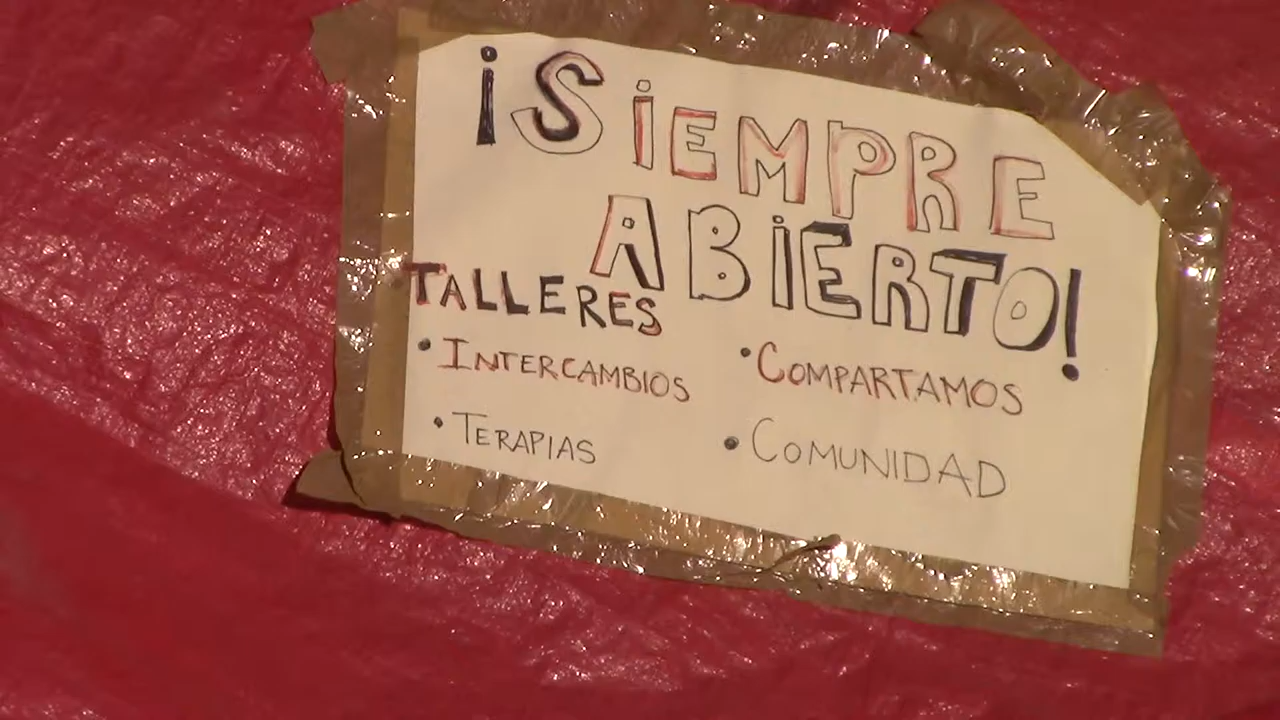 ¡SiEMPRE
ABiERTO!
TALLERES
• INTERCAMBIOS
• COMPARTAMOS
• TERAPIAS
• COMUNIDAD